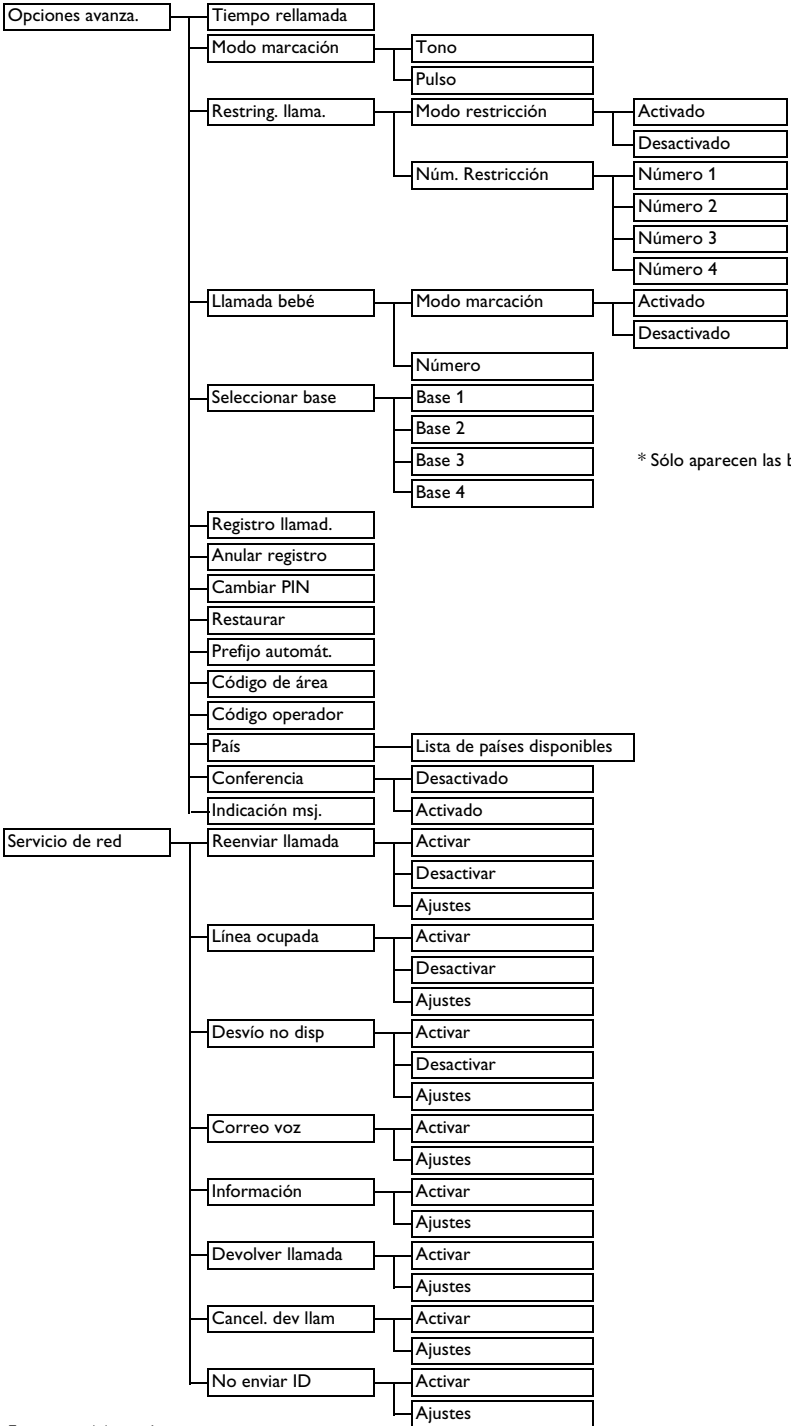 Opciones avanza.
Tiempo rellamada
Modo marcación
Tono
Pulso
Restring. llama.
Modo restricción
Activado
Desactivado
Núm. Restricción
Número 1
Número 2
Número 3
Número 4
Llamada bebé
Modo marcación
Activado
Desactivado
Número
Seleccionar base
Base 1
Base 2
Base 3
* Sólo aparecen las
Base 4
Registro llamad.
Anular registro
Cambiar PIN
Restaurar
Prefijo automát.
Código de área
Código operador
País
Lista de países disponibles
Conferencia
Desactivado
Activado
Indicación msj.
Servicio de red
Reenviar llamada
Activar
Desactivar
Ajustes
Línea ocupada
Activar
Desactivar
Ajustes
Desvío no disp
Activar
Desactivar
Ajustes
Correo voz
Activar
Ajustes
Información
Activar
Ajustes
Devolver llamada
Activar
Ajustes
Cancel. dev llam
Activar
Ajustes
No enviar ID
Activar
Ajustes